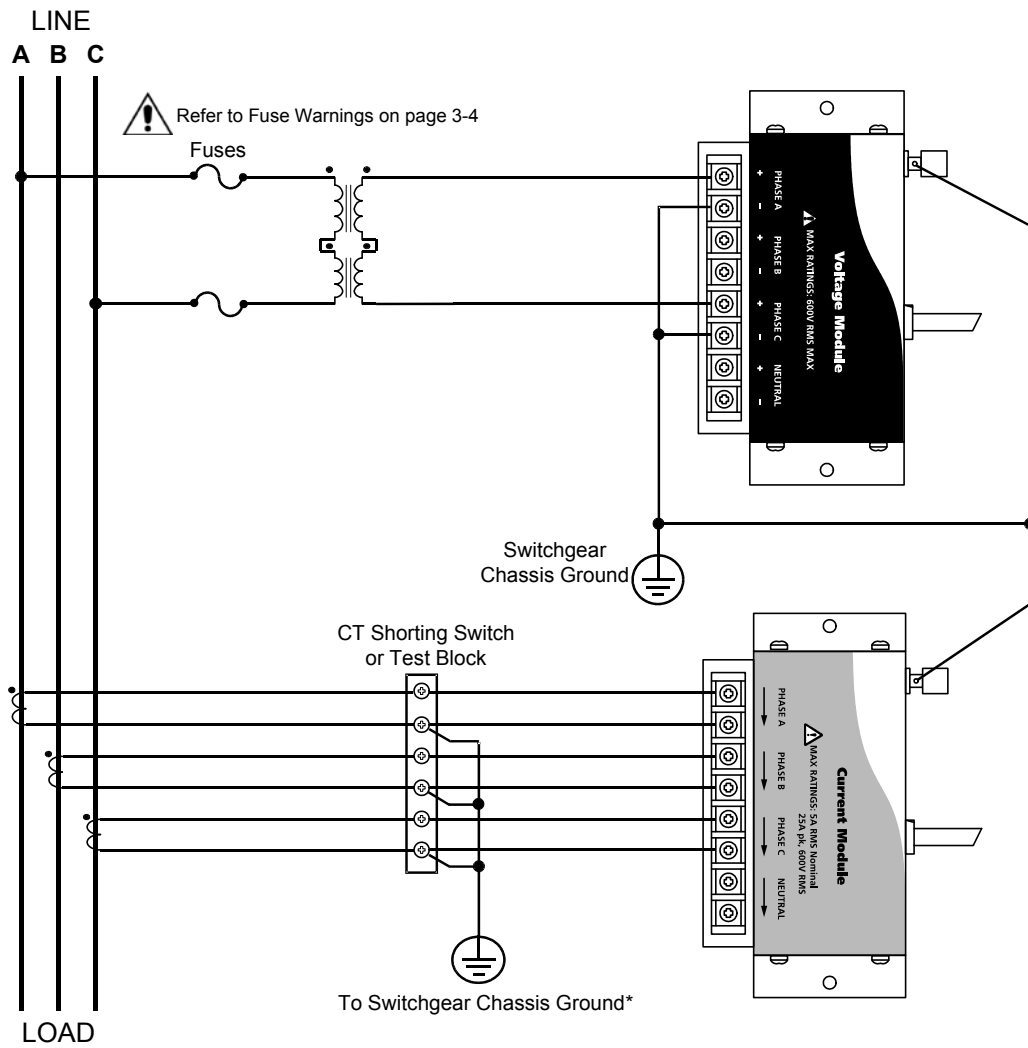 LINE
A B C
Refer to Fuse Warnings on page 3-4
Fuses
+ - PHASE A
+ - PHASE B
+ - PHASE C
+ - NEUTRAL
MAX RATINGS: 600V RMS MAX
Voltage Module
Switchgear
Chassis Ground
CT Shorting Switch
or Test Block
PHASE A
PHASE B
PHASE C
NEUTRAL
MAX RATINGS: 5A RMS Nominal
25A pk, 600V RMS
Current Module
To Switchgear Chassis Ground*
LOAD